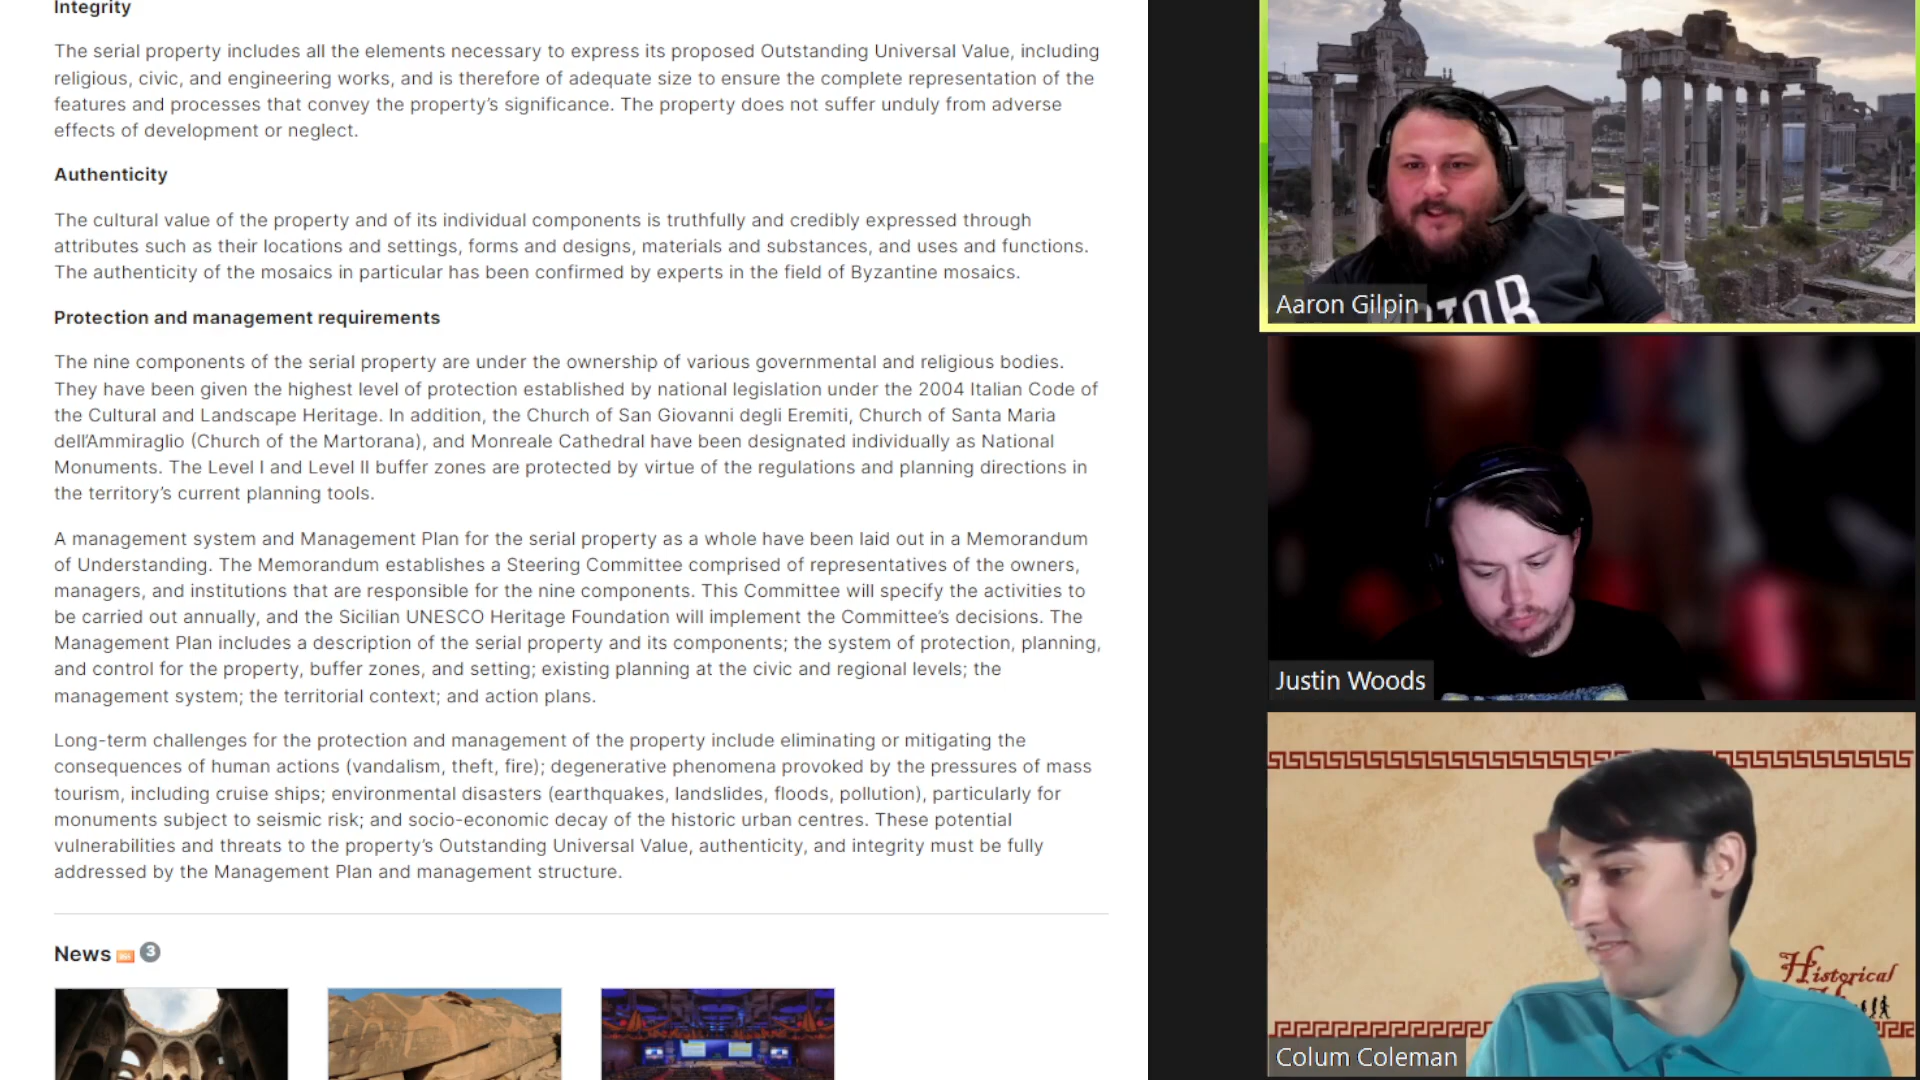 Integrity
The serial property includes all the elements necessary to express its proposed Outstanding Universal Value, including
religious, civic, and engineering works, and is therefore of adequate size to ensure the complete representation of the
features and processes that convey the property's significance. The property does not suffer unduly from adverse
effects of development or neglect.
Authenticity
The cultural value of the property and of its individual components is truthfully and credibly expressed through
attributes such as their locations and settings, forms and designs, materials and substances, and uses and functions.
The authenticity of the mosaics in particular has been confirmed by experts in the field of Byzantine mosaics.
Protection and management requirements
The nine components of the serial property are under the ownership of various governmental and religious bodies.
They have been given the highest level of protection established by national legislation under the 2004 Italian Code of
the Cultural and Landscape Heritage. In addition, the Church of San Giovanni degli Eremiti, Church of Santa Maria
dell'Ammiraglio (Church of the Martorana), and Monreale Cathedral have been designated individually as National
Monuments. The Level I and Level II buffer zones are protected by virtue of the regulations and planning directions in
the territory's current planning tools.
A management system and Management Plan for the serial property as a whole have been laid out in a Memorandum
of Understanding. The Memorandum establishes a Steering Committee comprised of representatives of the owners,
managers, and institutions that are responsible for the nine components. This Committee will specify the activities to
be carried out annually, and the Sicilian UNESCO Heritage Foundation will implement the Committee's decisions. The
Management Plan includes a description of the serial property and its components; the system of protection, planning,
and control for the property, buffer zones, and setting; existing planning at the civic and regional levels; the
management system; the territorial context; and action plans.
Long-term challenges for the protection and management of the property include eliminating or mitigating the
consequences of human actions (vandalism, theft, fire); degenerative phenomena provoked by the pressures of mass
tourism, including cruise ships; environmental disasters (earthquakes, landslides, floods, pollution), particularly for
monuments subject to seismic risk; and socio-economic decay of the historic urban centres. These potential
vulnerabilities and threats to the property's Outstanding Universal Value, authenticity, and integrity must be fully
addressed by the Management Plan and management structure.
News 3
Aaron Gilpin
Justin Woods
Historical
Colum Coleman